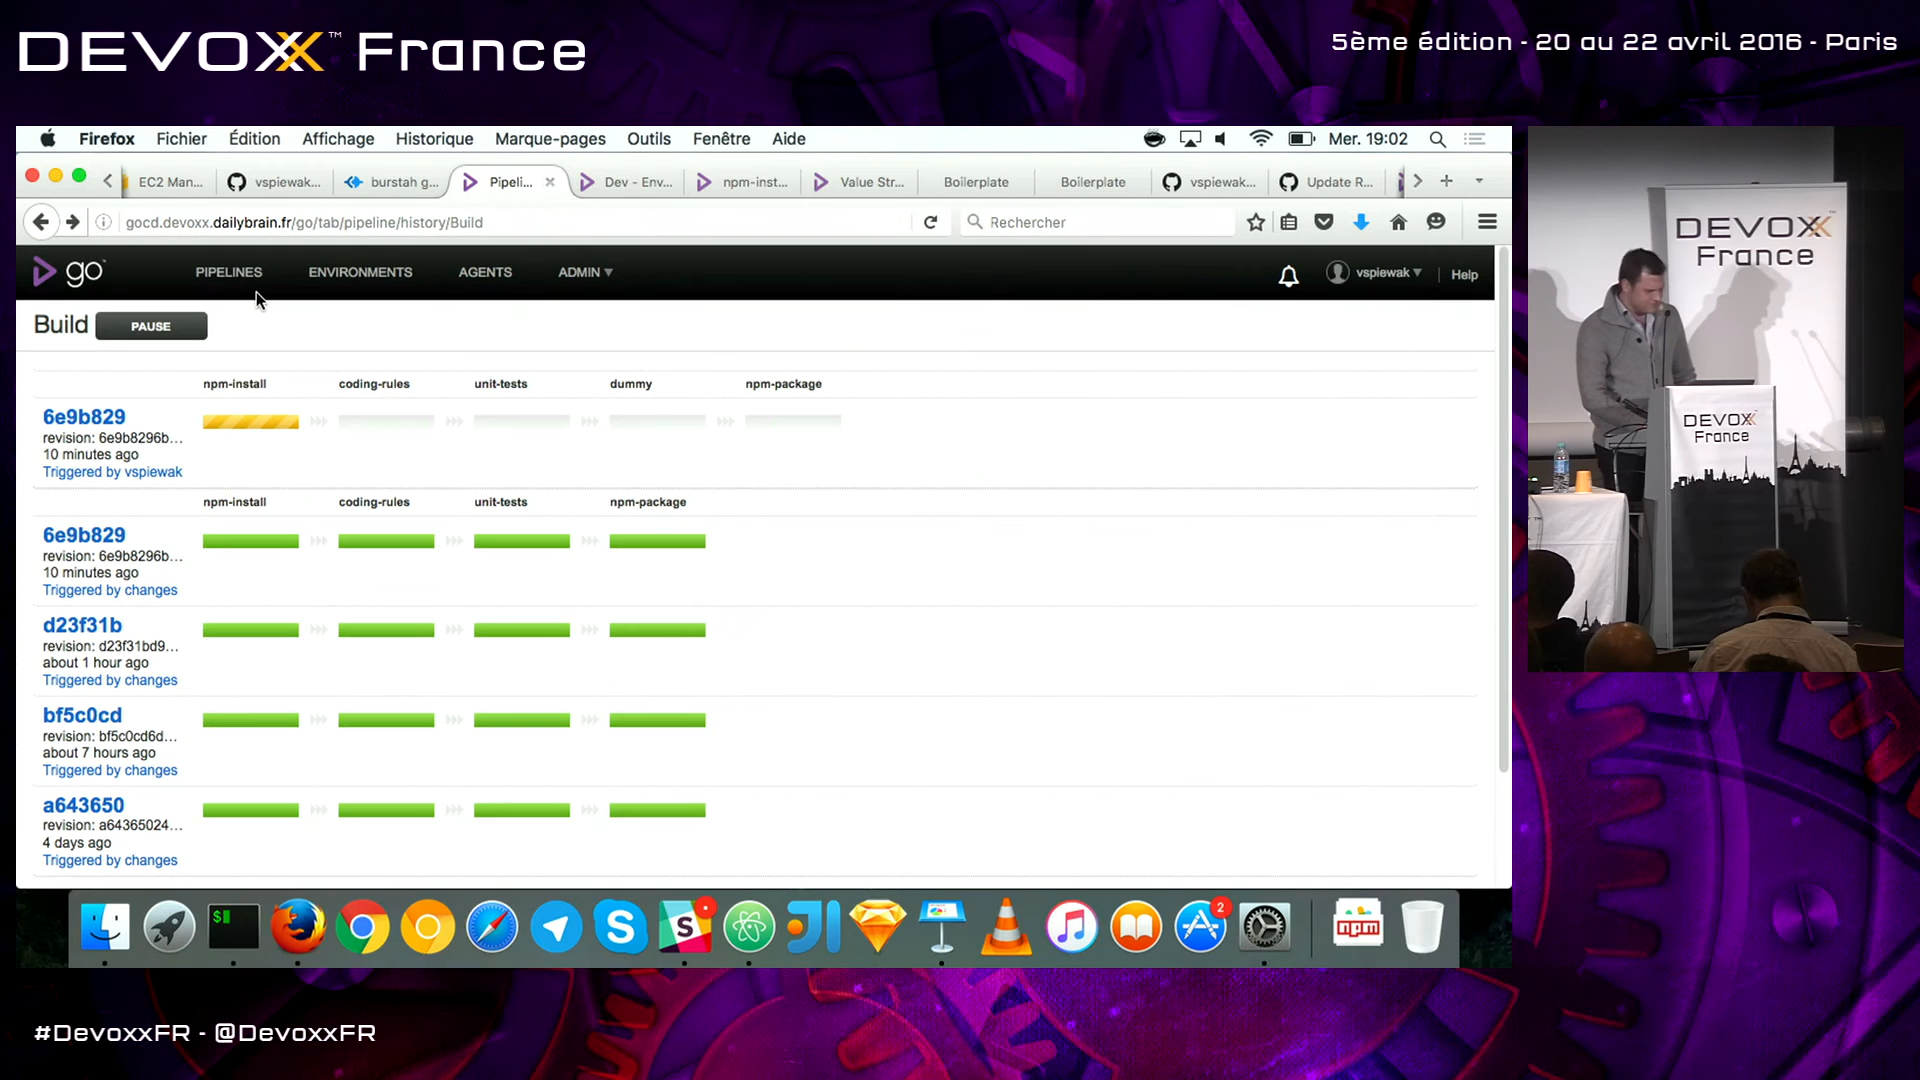 DEVOXX™ France
5ème édition - 20 au 22 avril 2016 - Paris
Firefox Fichier Édition Affichage Historique Marque-pages Outils Fenêtre Aide
Mer. 19:02
EC2 Man...
vspiewak...
burstah g...
Pipeli...
Dev - Env...
npm-inst...
Value Str...
Boilerplate
Boilerplate
vspiewak...
Update R...
gocd.devoxx.dailybrain.fr/go/tab/pipeline/history/Build
Rechercher
go
PIPELINES ENVIRONMENTS AGENTS ADMIN
vspiewak
Help
Build PAUSE
npm-install coding-rules unit-tests dummy npm-package
6e9b829
revision: 6e9b8296b...
10 minutes ago
Triggered by vspiewak
npm-install coding-rules unit-tests npm-package
6e9b829
revision: 6e9b8296b...
10 minutes ago
Triggered by changes
d23f31b
revision: d23f31bd9...
about 1 hour ago
Triggered by changes
bf5c0cd
revision: bf5c0cd6d...
about 7 hours ago
Triggered by changes
a643650
revision: a64365024...
4 days ago
Triggered by changes
DEVOXX
France
DEVOXX
France
$
2
npm
#DevoxxFR - @DevoxxFR